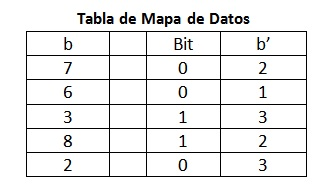 Tabla de Mapa de Datos
b Bit b’
7 0 2
6 0 1
3 1 3
8 1 2
2 0 3